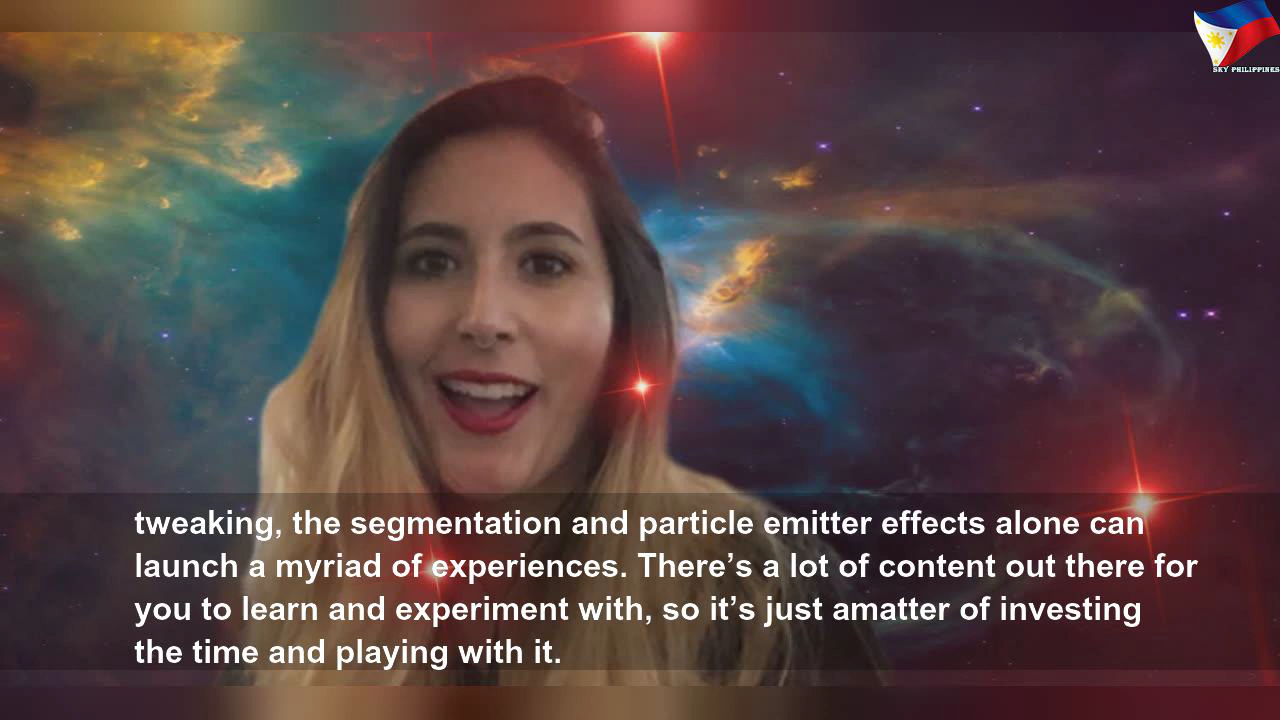 SKY PHILIPPINES
tweaking, the segmentation and particle emitter effects alone can
launch a myriad of experiences. There’s a lot of content out there for
you to learn and experiment with, so it’s just amatter of investing
the time and playing with it.